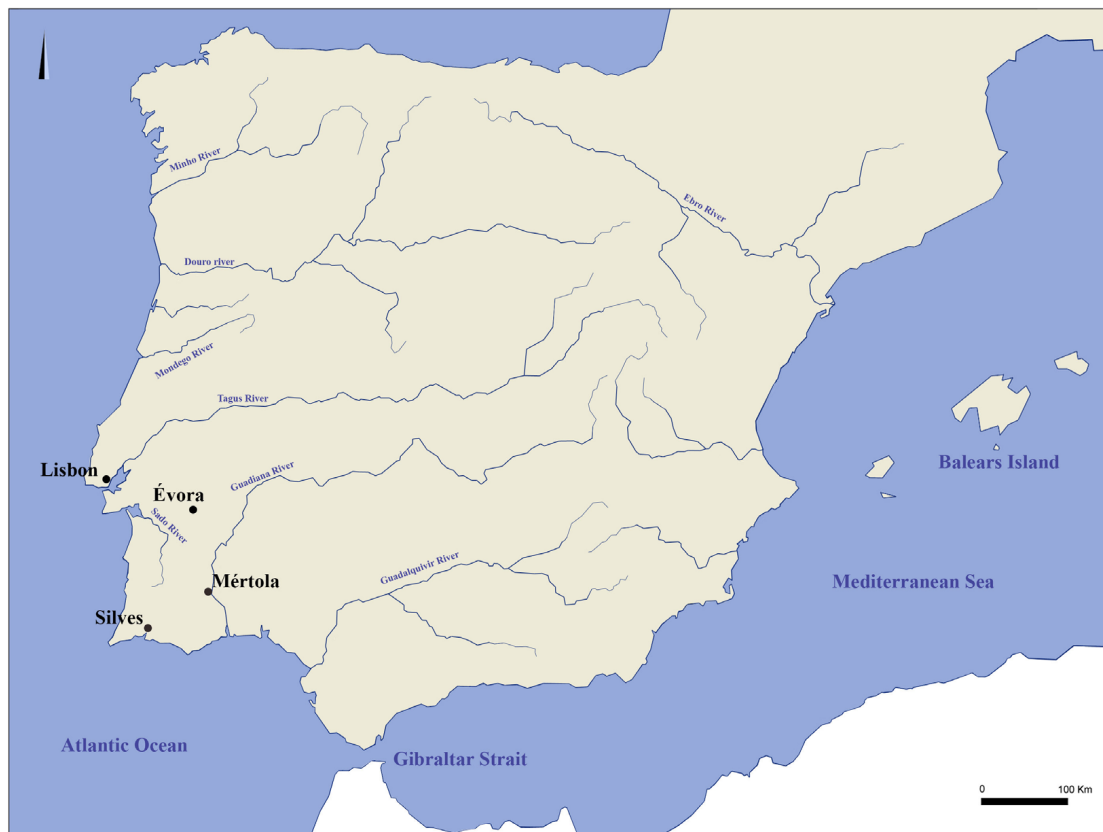 Minho River
Ebro River
Douro river
Mondego River
Tagus River
Lisbon
Balears Island
Guadiana River
Évora
Sado River
Guadalquivir River
Mértola
Mediterranean Sea
Silves
Atlantic Ocean
Gibraltar Strait
0 100 Km